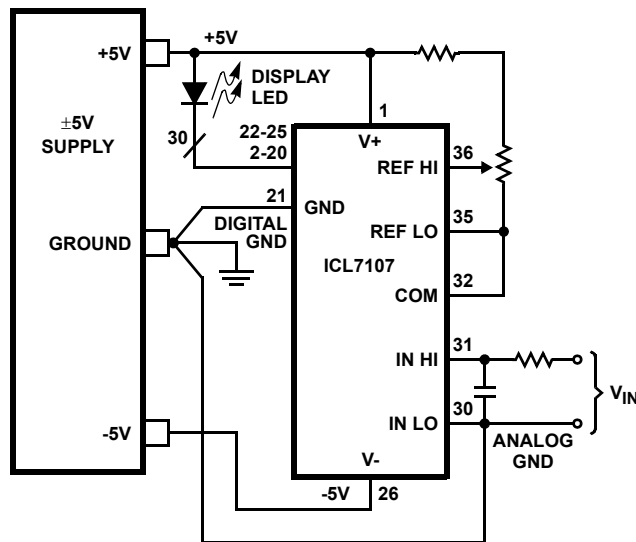 +5V
+5V
DISPLAY
LED
1
±5V
SUPPLY
30
22-25
2-20
V+
REF HI
36
21
GND
DIGITAL
GND
REF LO
35
GROUND
ICL7107
COM
32
IN HI
31
VIN
IN LO
30
ANALOG
GND
-5V
V-
-5V
26